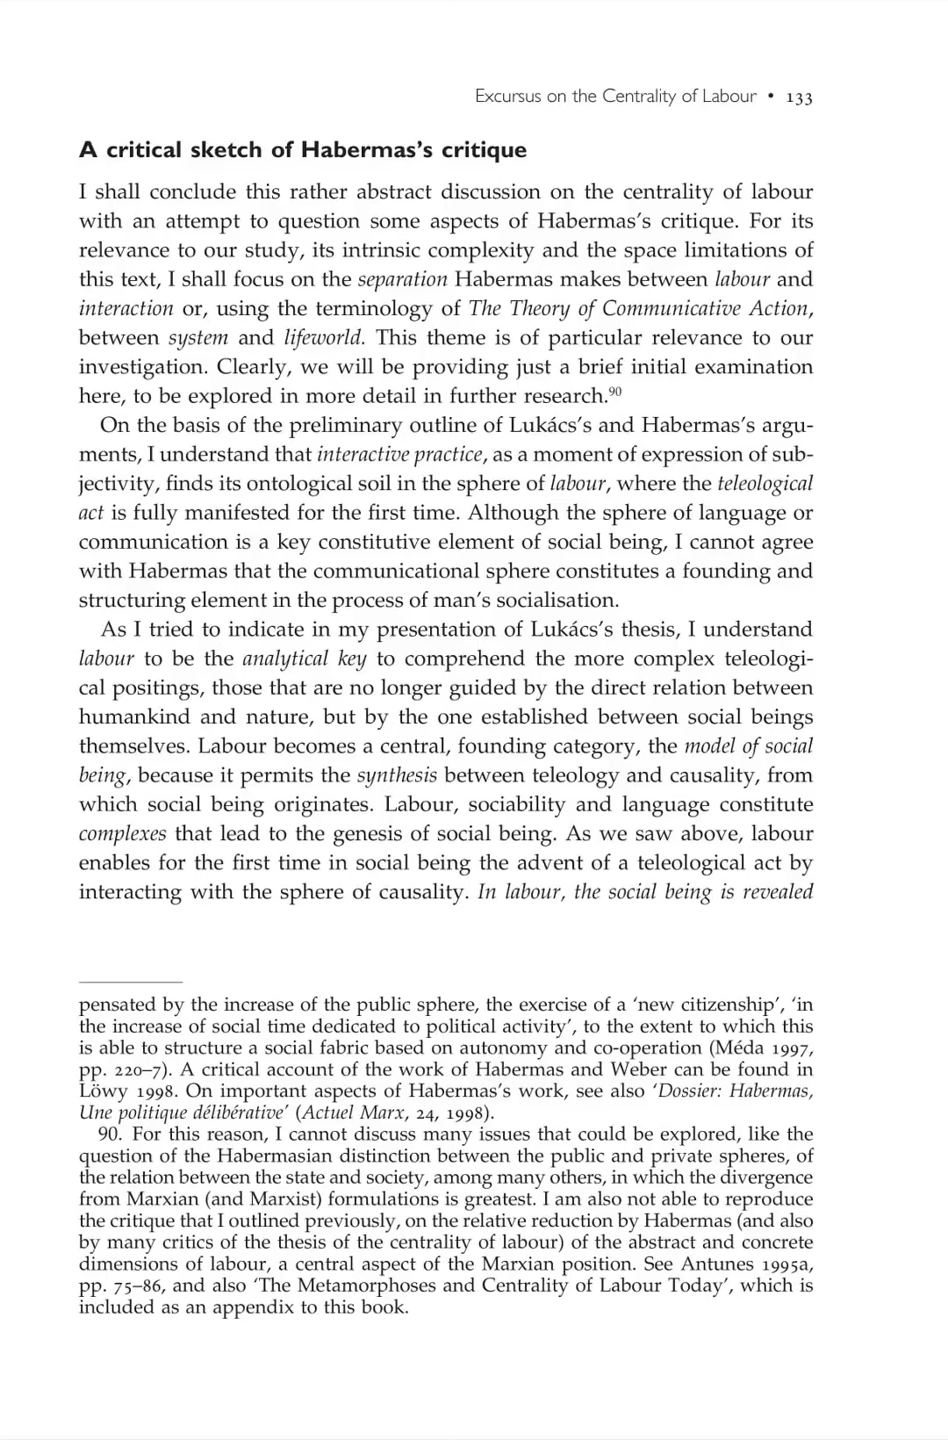 Excursus on the Centrality of Labour • 133
A critical sketch of Habermas’s critique
I shall conclude this rather abstract discussion on the centrality of labour
with an attempt to question some aspects of Habermas’s critique. For its
relevance to our study, its intrinsic complexity and the space limitations of
this text, I shall focus on the separation Habermas makes between labour and
interaction or, using the terminology of The Theory of Communicative Action,
between system and lifeworld. This theme is of particular relevance to our
investigation. Clearly, we will be providing just a brief initial examination
here, to be explored in more detail in further research.90
On the basis of the preliminary outline of Lukács’s and Habermas’s argu-
ments, I understand that interactive practice, as a moment of expression of sub-
jectivity, finds its ontological soil in the sphere of labour, where the teleological
act is fully manifested for the first time. Although the sphere of language or
communication is a key constitutive element of social being, I cannot agree
with Habermas that the communicational sphere constitutes a founding and
structuring element in the process of man’s socialisation.
As I tried to indicate in my presentation of Lukács’s thesis, I understand
labour to be the analytical key to comprehend the more complex teleologi-
cal positings, those that are no longer guided by the direct relation between
humankind and nature, but by the one established between social beings
themselves. Labour becomes a central, founding category, the model of social
being, because it permits the synthesis between teleology and causality, from
which social being originates. Labour, sociability and language constitute
complexes that lead to the genesis of social being. As we saw above, labour
enables for the first time in social being the advent of a teleological act by
interacting with the sphere of causality. In labour, the social being is revealed
pensated by the increase of the public sphere, the exercise of a ‘new citizenship’, ‘in
the increase of social time dedicated to political activity’, to the extent to which this
is able to structure a social fabric based on autonomy and co-operation (Méda 1997,
pp. 220–7). A critical account of the work of Habermas and Weber can be found in
Löwy 1998. On important aspects of Habermas’s work, see also ‘Dossier: Habermas,
Une politique délibérative’ (Actuel Marx, 24, 1998).
90. For this reason, I cannot discuss many issues that could be explored, like the
question of the Habermasian distinction between the public and private spheres, of
the relation between the state and society, among many others, in which the divergence
from Marxian (and Marxist) formulations is greatest. I am also not able to reproduce
the critique that I outlined previously, on the relative reduction by Habermas (and also
by many critics of the thesis of the centrality of labour) of the abstract and concrete
dimensions of labour, a central aspect of the Marxian position. See Antunes 1995a,
pp. 75–86, and also ‘The Metamorphoses and Centrality of Labour Today’, which is
included as an appendix to this book.